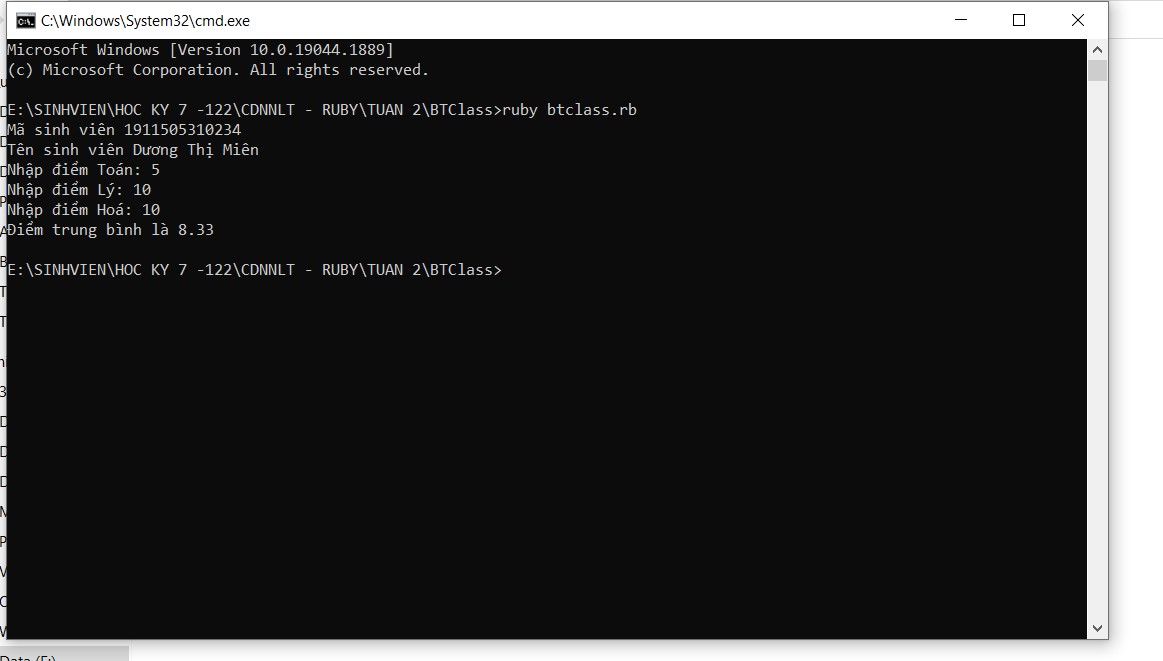 C:\Windows\System32\cmd.exe
Microsoft Windows [Version 10.0.19044.1889]
(c) Microsoft Corporation. All rights reserved.
E:\SINHVIEN\HOC KY 7 -122\CDNNLT - RUBY\TUAN 2\BTClass>ruby btclass.rb
Mã sinh viên 1911505310234
Tên sinh viên Dương Thị Miên
Nhập điểm Toán: 5
Nhập điểm Lý: 10
Nhập điểm Hoá: 10
Điểm trung bình là 8.33
E:\SINHVIEN\HOC KY 7 -122\CDNNLT - RUBY\TUAN 2\BTClass>